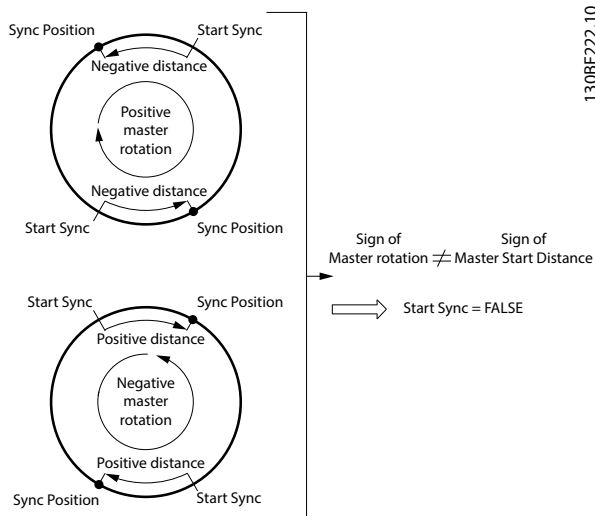 Sync Position
Start Sync
Negative distance
Positive
master
rotation
Negative distance
Start Sync
Sync Position
Start Sync
Sync Position
Positive distance
Negative
master
rotation
Positive distance
Sync Position
Start Sync
Sign of Sign of
Master rotation ≠ Master Start Distance
Start Sync = FALSE
130BF222.10